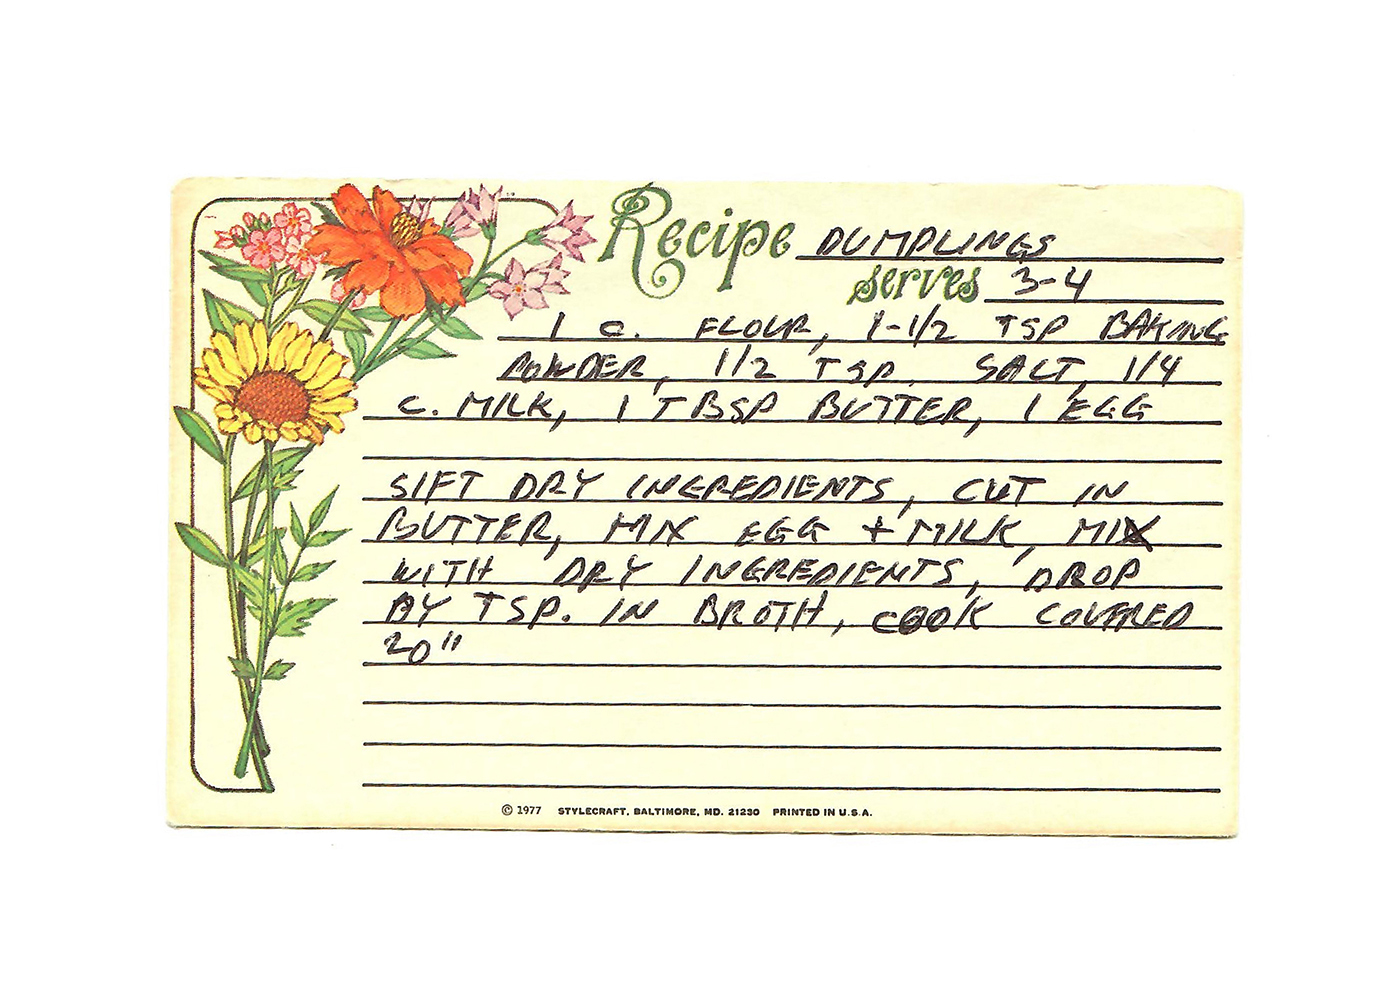 Recipe DUMPLINGS
serves 3-4
1 C. FLOUR, 1-1/2 TSP BAKING
POWDER, 1/2 TSP. SALT, 1/4
C. MILK, 1 TBSP BUTTER, 1 EGG
SIFT DRY INGREDIENTS, CUT IN
BUTTER, MIX EGG + MILK, MIX
WITH DRY INGREDIENTS, DROP
BY TSP. IN BROTH, COOK COVERED
20"
© 1977 STYLECRAFT, BALTIMORE, MD. 21230 PRINTED IN U.S.A.